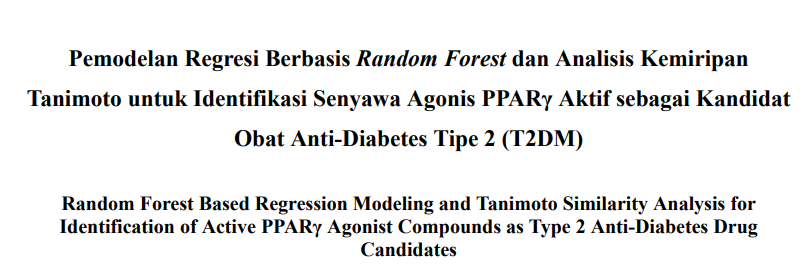 Pemodelan Regresi Berbasis Random Forest dan Analisis Kemiripan
Tanimoto untuk Identifikasi Senyawa Agonis PPARγ Aktif sebagai Kandidat
Obat Anti-Diabetes Tipe 2 (T2DM)
Random Forest Based Regression Modeling and Tanimoto Similarity Analysis for
Identification of Active PPARγ Agonist Compounds as Type 2 Anti-Diabetes Drug
Candidates